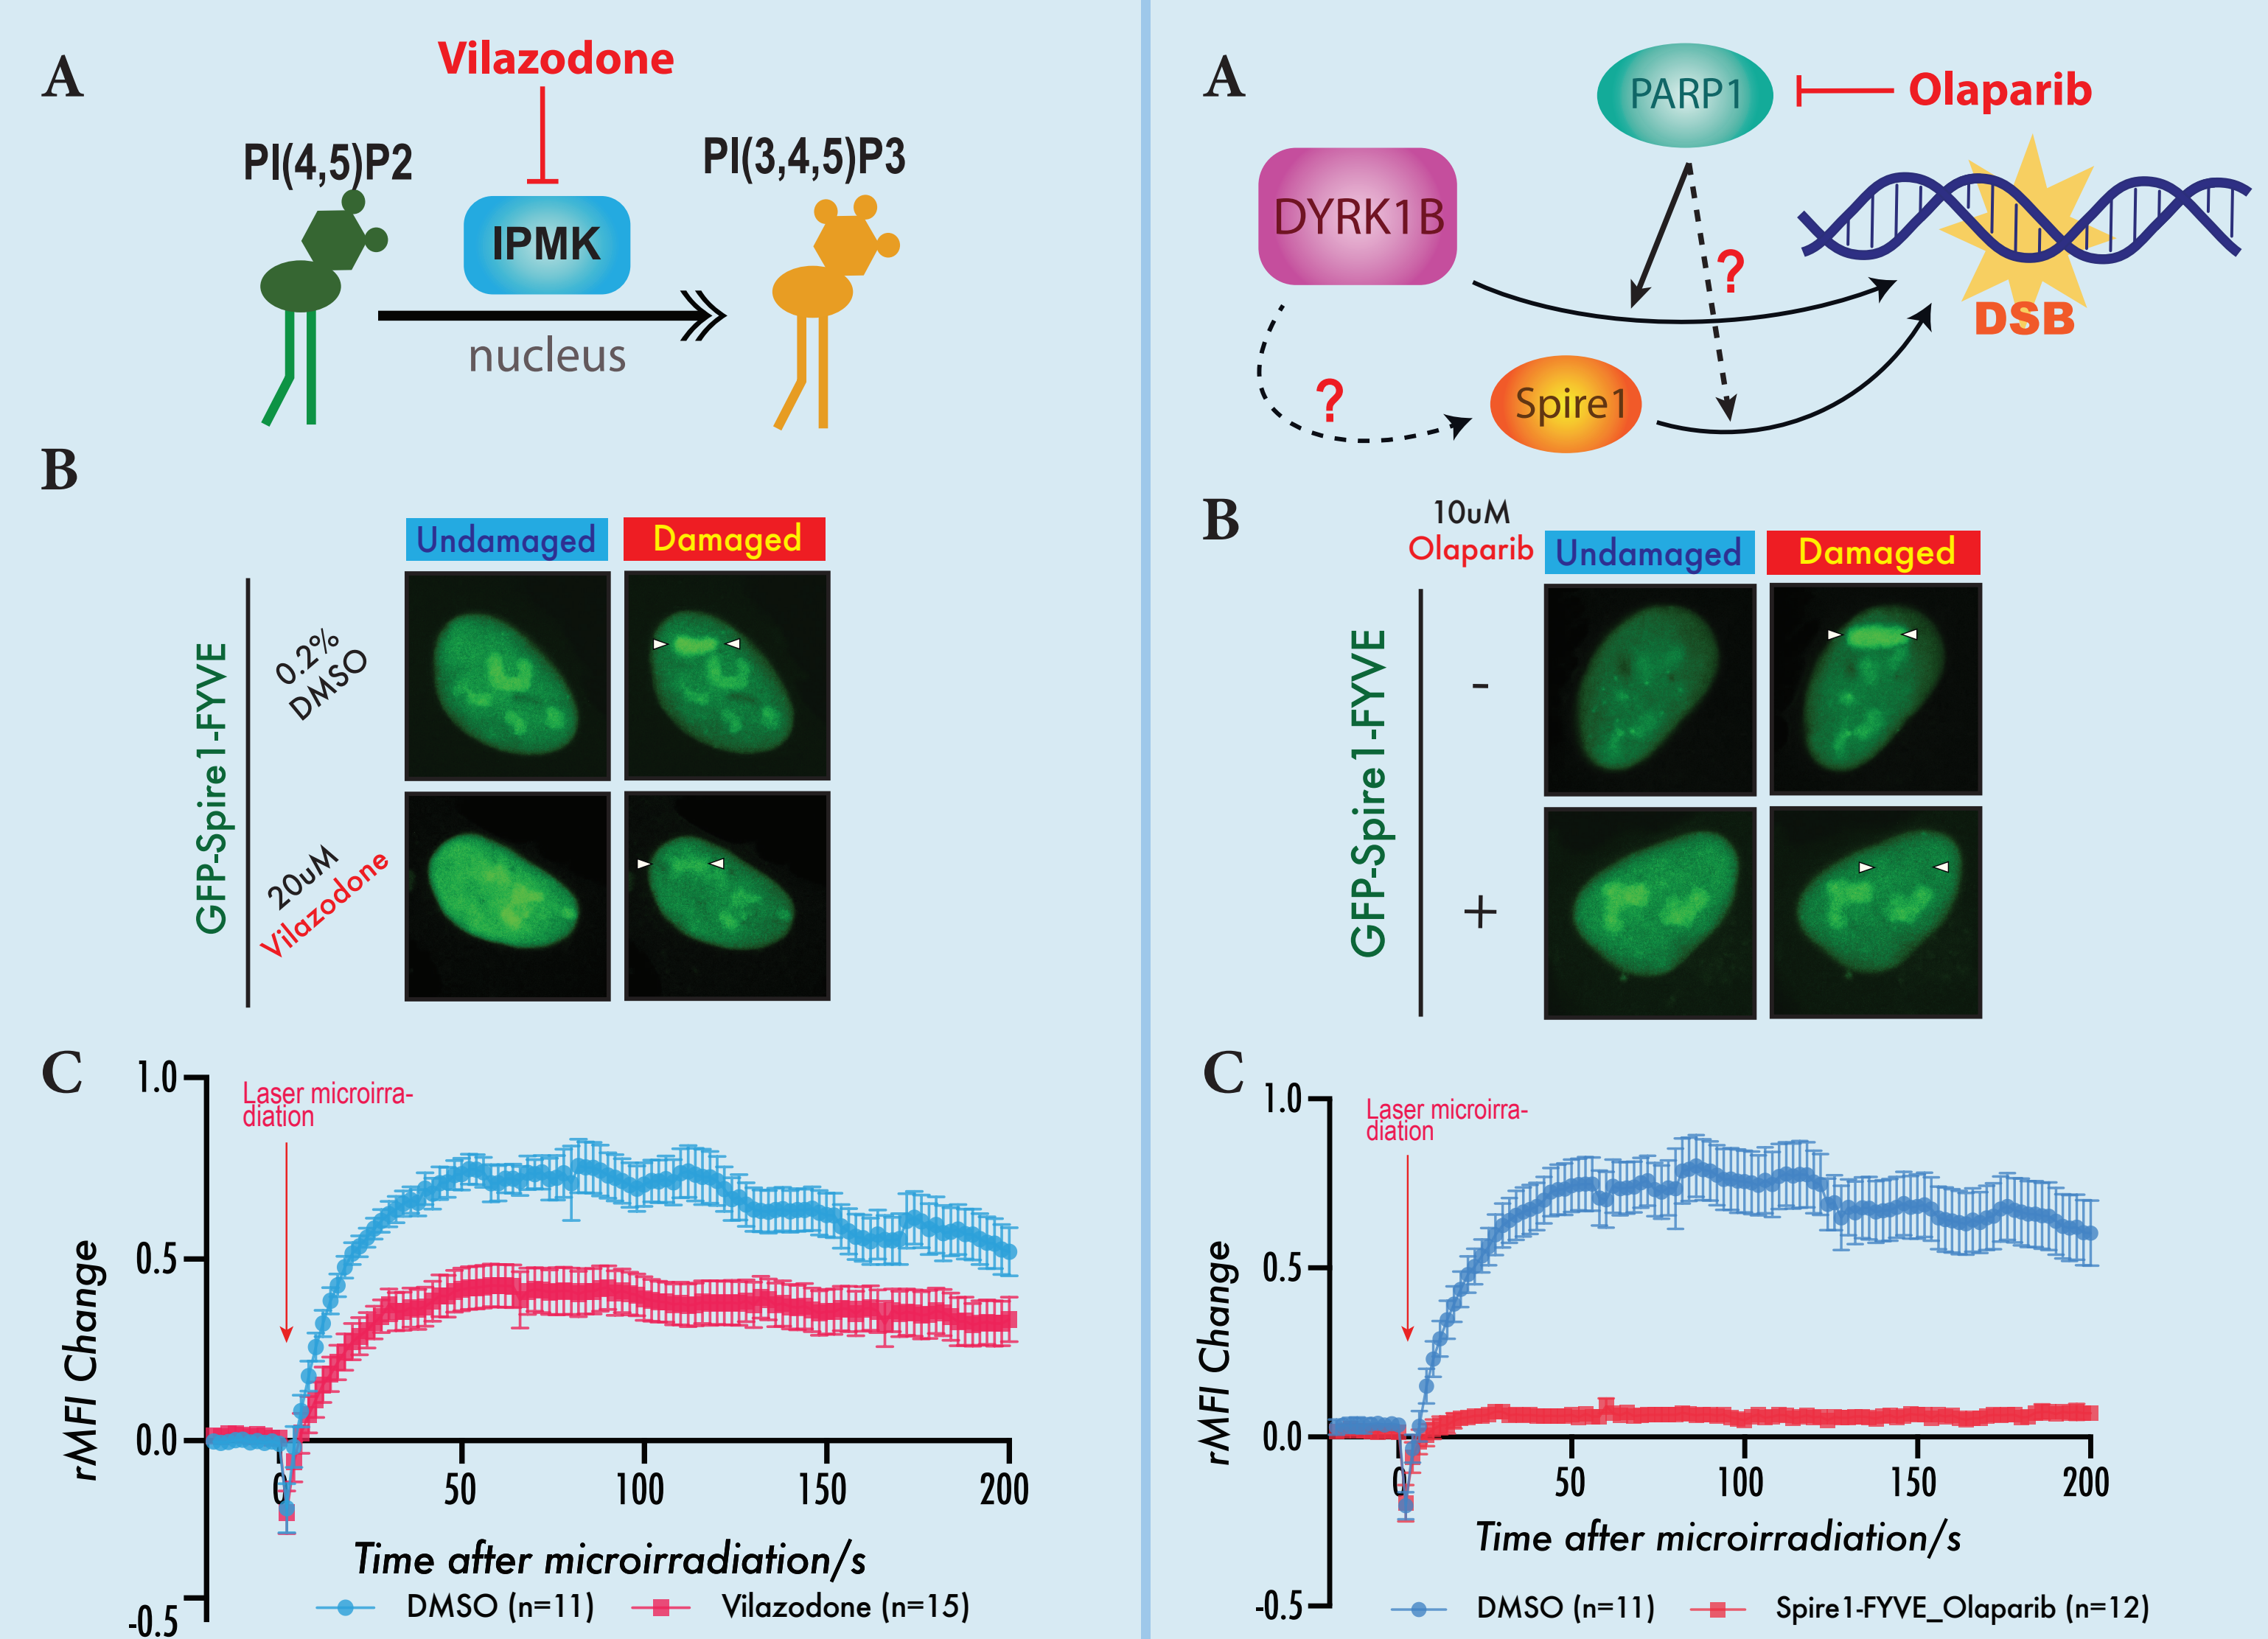 A
Vilazodone
PI(4,5)P2
PI(3,4,5)P3
IPMK
nucleus
B
Undamaged
Damaged
GFP-Spire1-FYVE
0.2%
DMSO
20uM
Vilazodone
C
1.0
0.5
0.0
-0.5
rMFI Change
Laser microirra-
diation
0
50
100
150
200
Time after microirradiation/s
DMSO (n=11)
Vilazodone (n=15)
A
PARP1
Olaparib
DYRK1B
?
DSB
?
Spire1
B
10uM
Olaparib
Undamaged
Damaged
GFP-Spire1-FYVE
-
+
C
1.0
0.5
0.0
-0.5
rMFI Change
Laser microirra-
diation
0
50
100
150
200
Time after microirradiation/s
DMSO (n=11)
Spire1-FYVE_Olaparib (n=12)